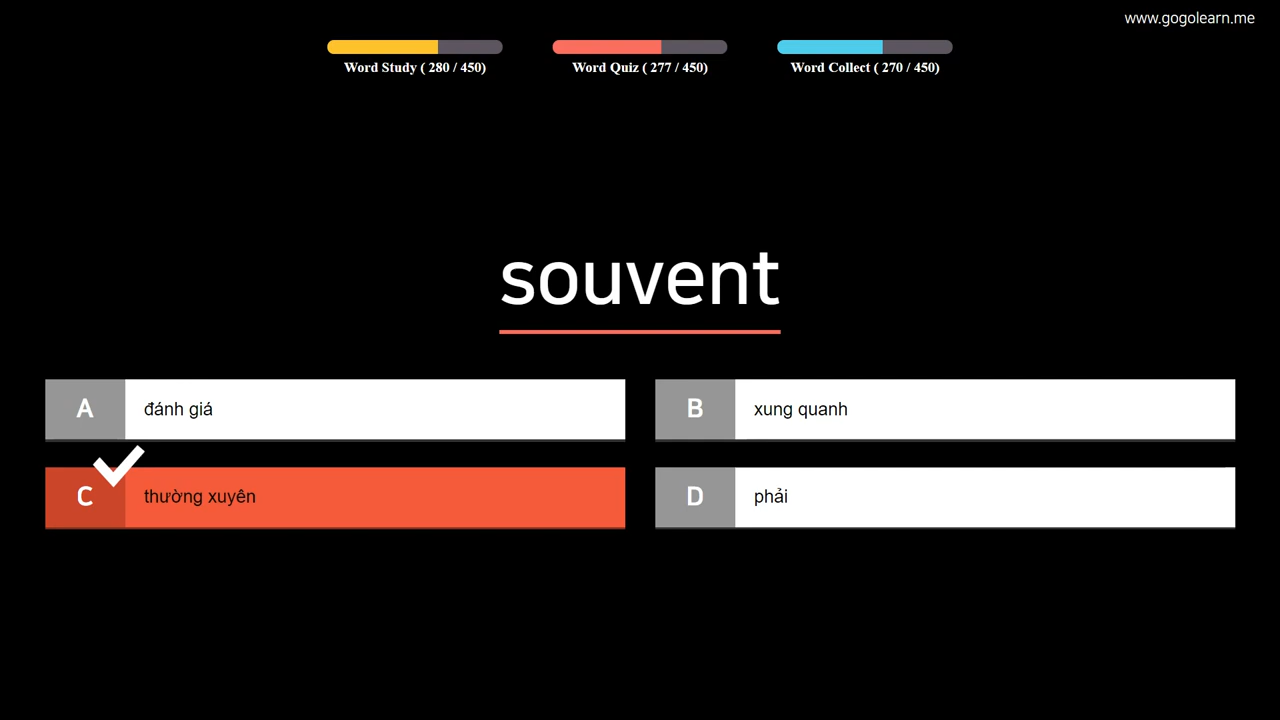 www.gogolearn.me
Word Study ( 280 / 450)
Word Quiz ( 277 / 450)
Word Collect ( 270 / 450)
souvent
A đánh giá
B xung quanh
C thường xuyên
D phải